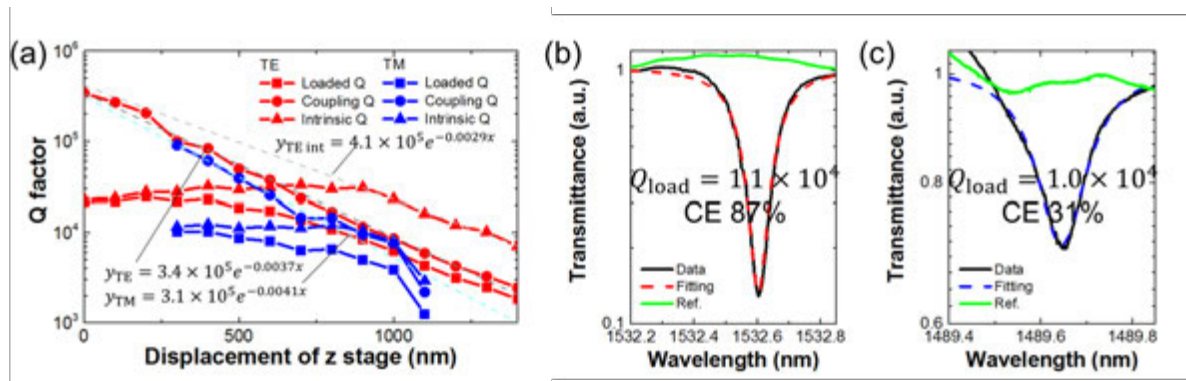 (a)
10⁶
10⁵
10⁴
10³
Q factor
TE TM
Loaded Q Loaded Q
Coupling Q Coupling Q
Intrinsic Q Intrinsic Q
y_TE int = 4.1 × 10⁵e^−0.0029x
y_TE = 3.4 × 10⁵e^−0.0037x
y_TM = 3.1 × 10⁵e^−0.0041x
0 500 1000
Displacement of z stage (nm)
(b)
Transmittance (a.u.)
1
0.1
Q_load = 1.1 × 10⁴
CE 87%
Data
Fitting
Ref.
1532.2 1532.4 1532.6 1532.8
Wavelength (nm)
(c)
Transmittance (a.u.)
1
0.8
0.6
Q_load = 1.0 × 10⁴
CE 31%
Data
Fitting
Ref.
1489.4 1489.6 1489.8
Wavelength (nm)